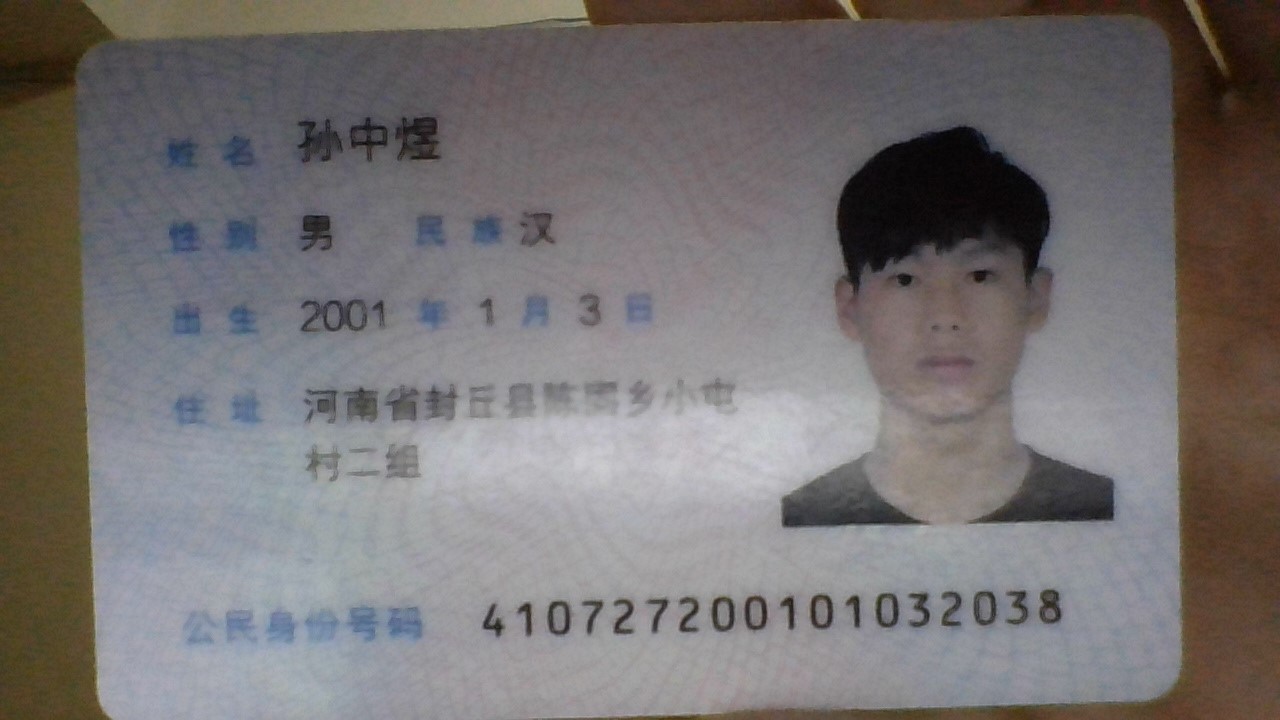 姓名 孙中煜
性别 男 民族 汉
出生 2001 年 1 月 3 日
住址 河南省封丘县陈固乡小屯
村二组
公民身份号码 410727200101032038